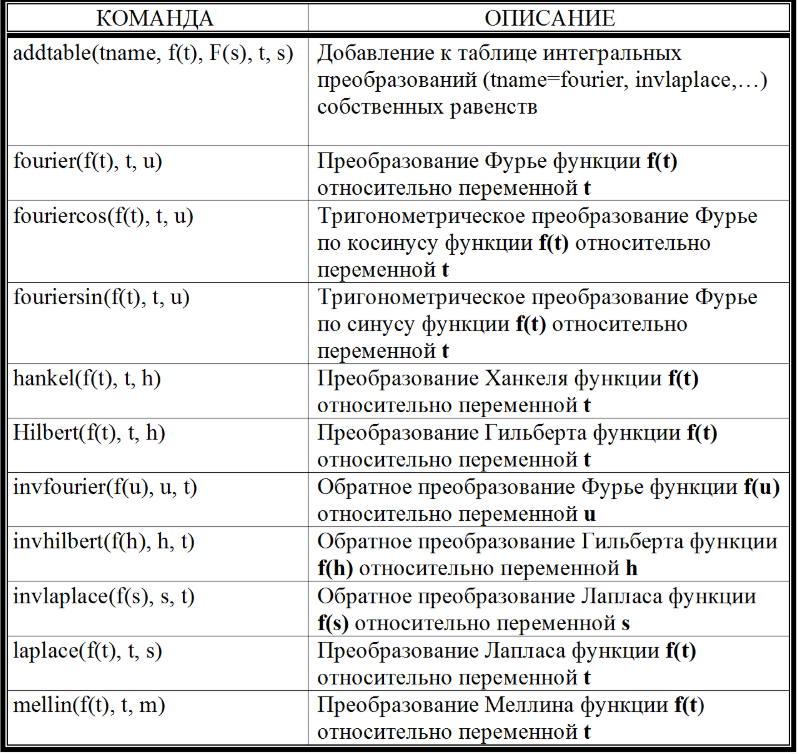 КОМАНДА ОПИСАНИЕ
addtable(tname, f(t), F(s), t, s) Добавление к таблице интегральных
преобразований (tname=fourier, invlaplace,…)
собственных равенств
fourier(f(t), t, u) Преобразование Фурье функции f(t)
относительно переменной t
fouriercos(f(t), t, u) Тригонометрическое преобразование Фурье
по косинусу функции f(t) относительно
переменной t
fouriersin(f(t), t, u) Тригонометрическое преобразование Фурье
по синусу функции f(t) относительно
переменной t
hankel(f(t), t, h) Преобразование Ханкеля функции f(t)
относительно переменной t
Hilbert(f(t), t, h) Преобразование Гильберта функции f(t)
относительно переменной t
invfourier(f(u), u, t) Обратное преобразование Фурье функции f(u)
относительно переменной u
invhilbert(f(h), h, t) Обратное преобразование Гильберта функции
f(h) относительно переменной h
invlaplace(f(s), s, t) Обратное преобразование Лапласа функции
f(s) относительно переменной s
laplace(f(t), t, s) Преобразование Лапласа функции f(t)
относительно переменной t
mellin(f(t), t, m) Преобразование Меллина функции f(t)
относительно переменной t